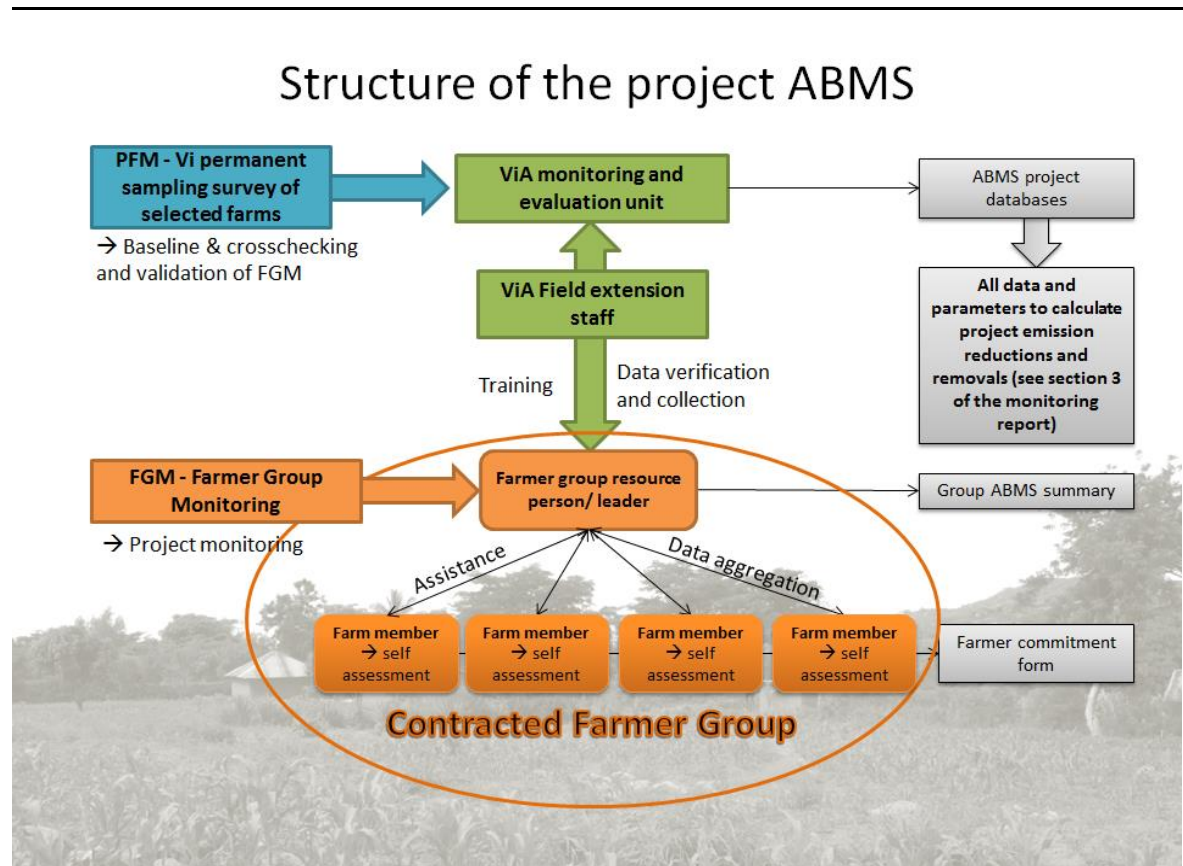 Structure of the project ABMS
PFM - Vi permanent
sampling survey of
selected farms
→ Baseline & crosschecking
and validation of FGM
ViA monitoring and
evaluation unit
ABMS project
databases
ViA Field extension
staff
All data and
parameters to calculate
project emission
reductions and
removals (see section 3
of the monitoring
report)
Training
Data verification
and collection
FGM - Farmer Group
Monitoring
→ Project monitoring
Farmer group resource
person/ leader
Group ABMS summary
Assistance
Data aggregation
Farm member
→ self
assessment
Farm member
→ self
assessment
Farm member
→ self
assessment
Farm member
→ self
assessment
Farmer commitment
form
Contracted Farmer Group